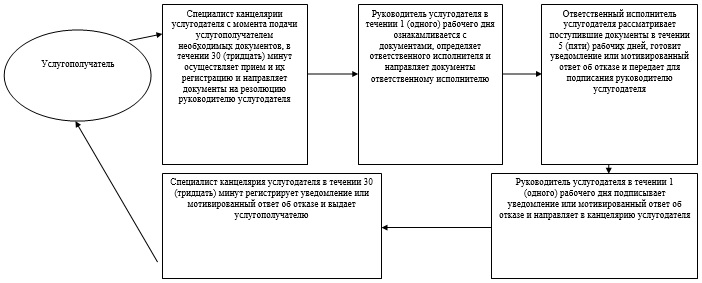 Услугополучатель
Специалист канцелярии
услугодателя с момента подачи
услугополучателем
необходимых документов, в
течении 30 (тридцать) минут
осуществляет прием и их
регистрацию и направляет
документы на резолюцию
руководителю услугодателя
Руководитель услугодателя в
течении 1 (одного) рабочего дня
ознакамливается с
документами, определяет
ответственного исполнителя и
направляет документы
ответственному исполнителю
Ответственный исполнитель
услугодателя рассматривает
поступившие документы в течении
5 (пяти) рабочих дней, готовит
уведомление или мотивированный
ответ об отказе и передает для
подписания руководителю
услугодателя
Руководитель услугодателя в течении 1
(одного) рабочего дня подписывает
уведомление или мотивированный ответ об
отказе и направляет в канцелярию услугодателя
Специалист канцелярия услугодателя в течении 30
(тридцать) минут регистрирует уведомление или
мотивированный ответ об отказе и выдает
услугополучателю